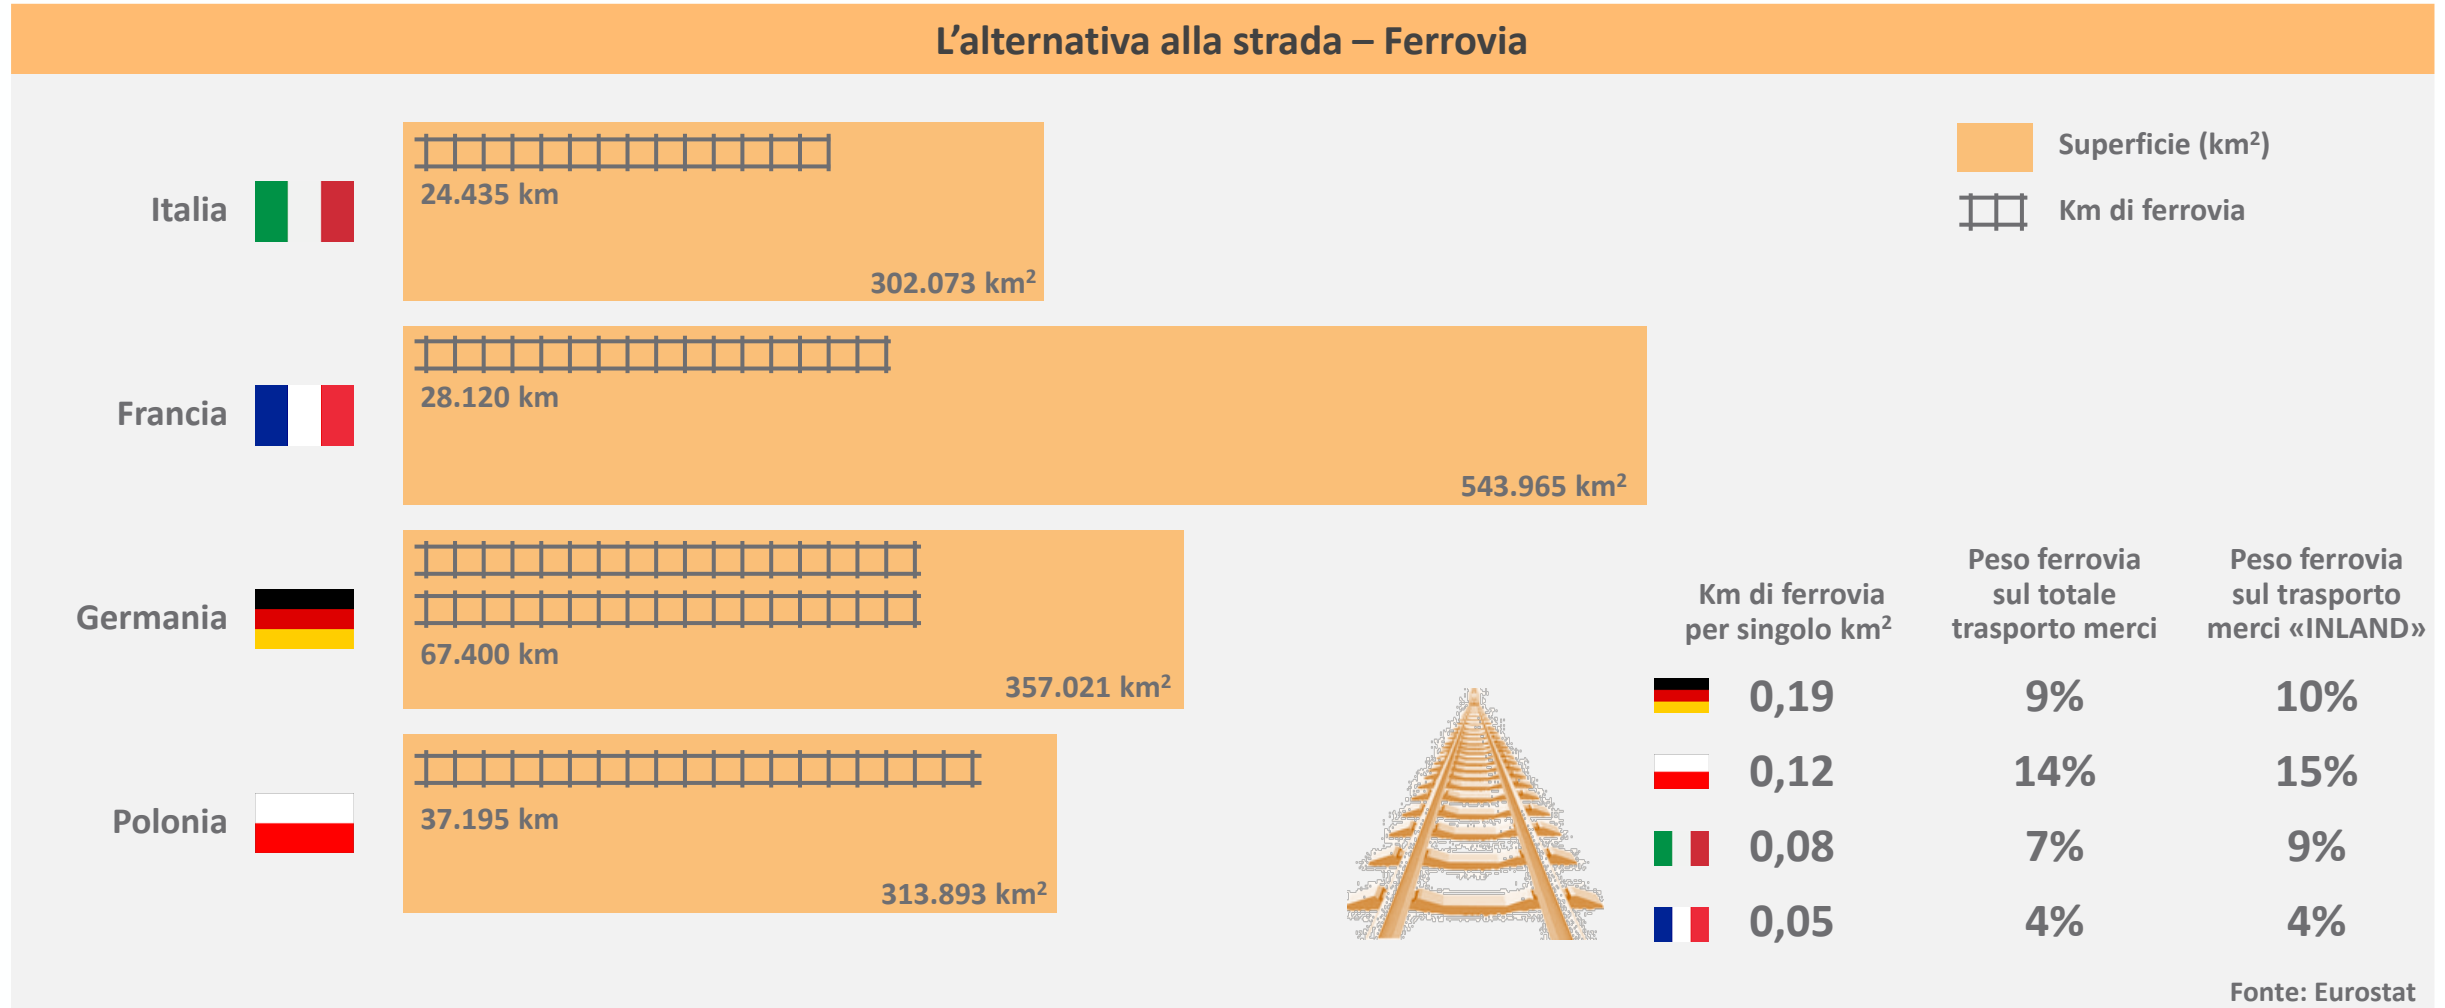 L’alternativa alla strada – Ferrovia
Superficie (km²)
Km di ferrovia
Italia
24.435 km
302.073 km²
Francia
28.120 km
543.965 km²
Germania
67.400 km
357.021 km²
Polonia
37.195 km
313.893 km²
Km di ferrovia
per singolo km²
Peso ferrovia
sul totale
trasporto merci
Peso ferrovia
sul trasporto
merci «INLAND»
0,19 9% 10%
0,12 14% 15%
0,08 7% 9%
0,05 4% 4%
Fonte: Eurostat